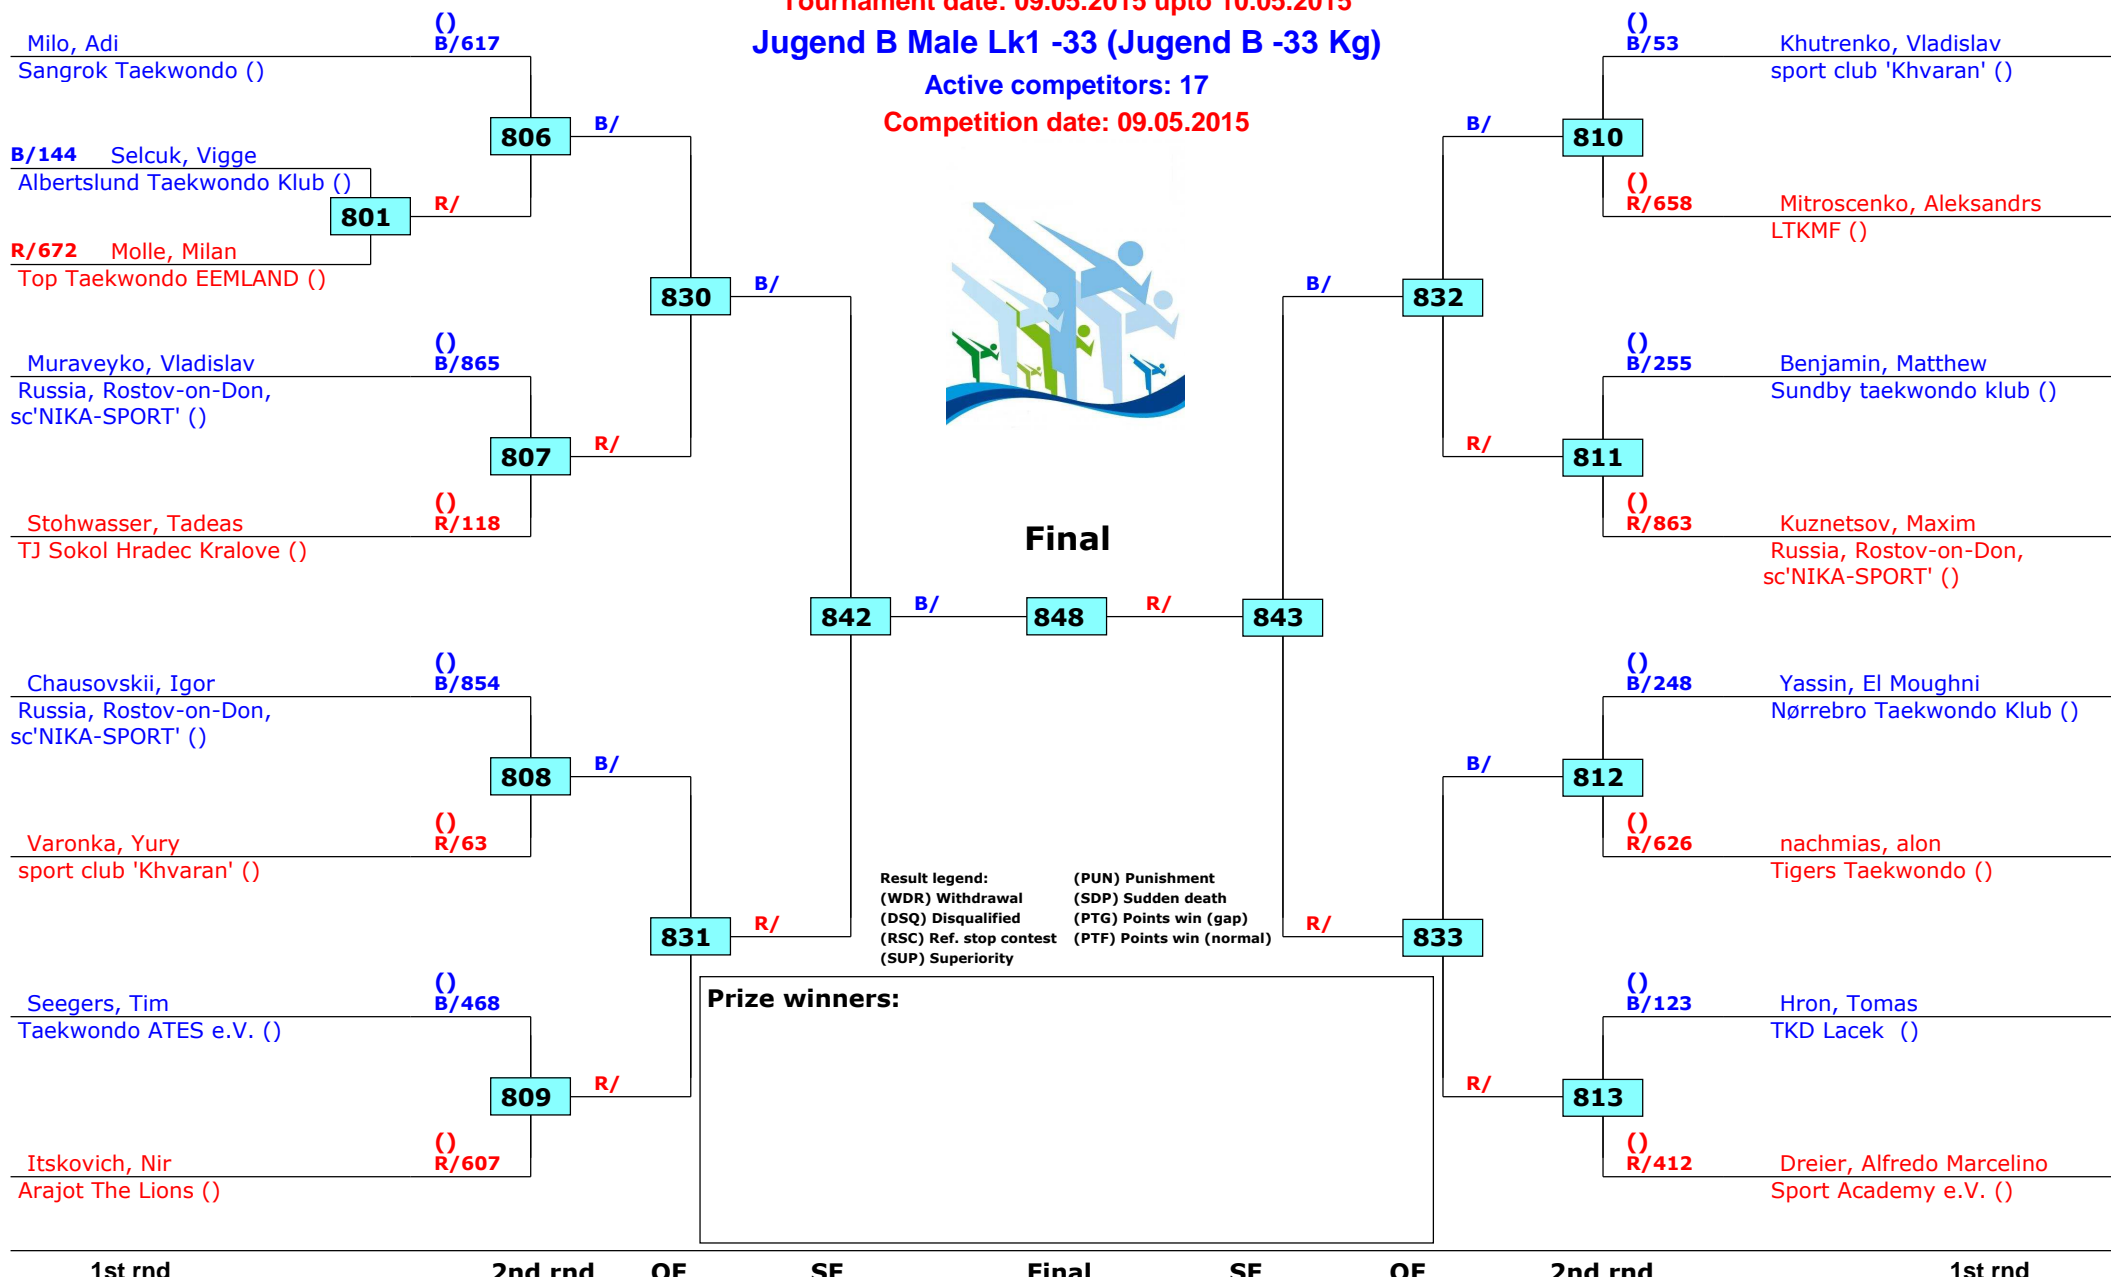 Tournament date: 09.05.2015 upto 10.05.2015
Jugend B Male Lk1 -33 (Jugend B -33 Kg)
Active competitors: 17
Competition date: 09.05.2015
()
Milo, Adi B/617
Sangrok Taekwondo ()
806
B/
B/144 Selcuk, Vigge
Albertslund Taekwondo Klub ()
801
R/
R/672 Molle, Milan
Top Taekwondo EEMLAND ()
830
B/
()
Muraveyko, Vladislav B/865
Russia, Rostov-on-Don,
sc'NIKA-SPORT' ()
807
R/
()
Stohwasser, Tadeas R/118
TJ Sokol Hradec Kralove ()
842
B/
()
Chausovskii, Igor B/854
Russia, Rostov-on-Don,
sc'NIKA-SPORT' ()
808
B/
()
Varonka, Yury R/63
sport club 'Khvaran' ()
831
R/
()
Seegers, Tim B/468
Taekwondo ATES e.V. ()
809
R/
()
Itskovich, Nir R/607
Arajot The Lions ()
Final
848
R/
843
()
B/53 Khutrenko, Vladislav
sport club 'Khvaran' ()
B/
810
()
R/658 Mitroscenko, Aleksandrs
LTKMF ()
B/
832
()
B/255 Benjamin, Matthew
Sundby taekwondo klub ()
R/
811
()
R/863 Kuznetsov, Maxim
Russia, Rostov-on-Don,
sc'NIKA-SPORT' ()
()
B/248 Yassin, El Moughni
Nørrebro Taekwondo Klub ()
B/
812
()
R/626 nachmias, alon
Tigers Taekwondo ()
R/
833
()
B/123 Hron, Tomas
TKD Lacek ()
R/
813
()
R/412 Dreier, Alfredo Marcelino
Sport Academy e.V. ()
Result legend: (PUN) Punishment
(WDR) Withdrawal (SDP) Sudden death
(DSQ) Disqualified (PTG) Points win (gap)
(RSC) Ref. stop contest (PTF) Points win (normal)
(SUP) Superiority
Prize winners:
1st rnd 2nd rnd QF SF Final SF QF 2nd rnd 1st rnd